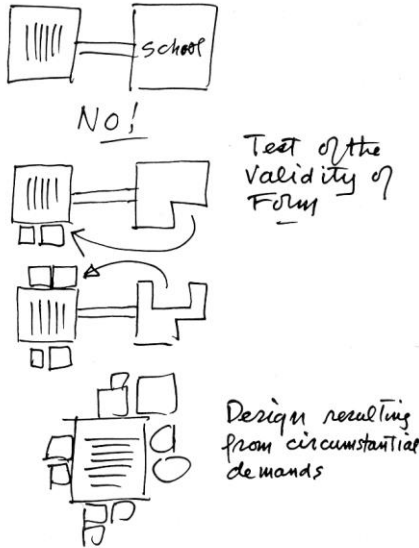 School
NO!
Test of the
Validity of
Form
Design resulting
from circumstantial
demands